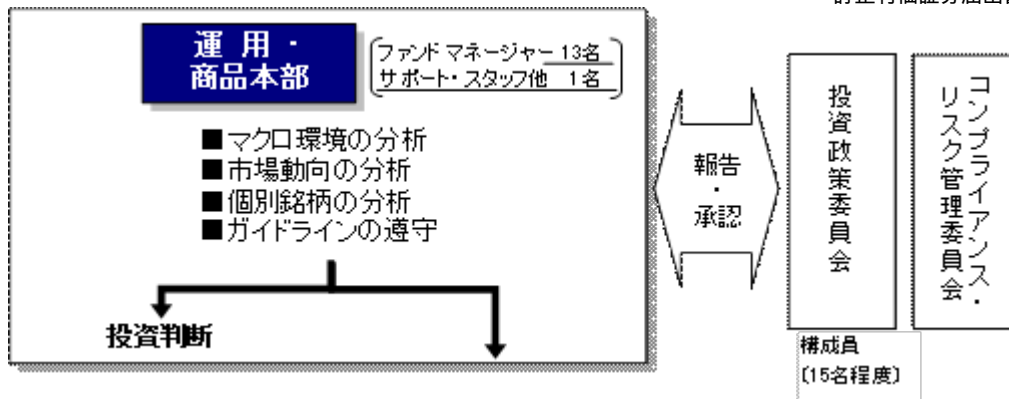 運用・
商品本部
ファンドマネージャー 13名
サポート・スタッフ他 1名
■マクロ環境の分析
■市場動向の分析
■個別銘柄の分析
■ガイドラインの遵守
投資判断
報告
・
承認
投資政策委員会
コンプライアンス・
リスク管理委員会
構成員
〔15名程度〕